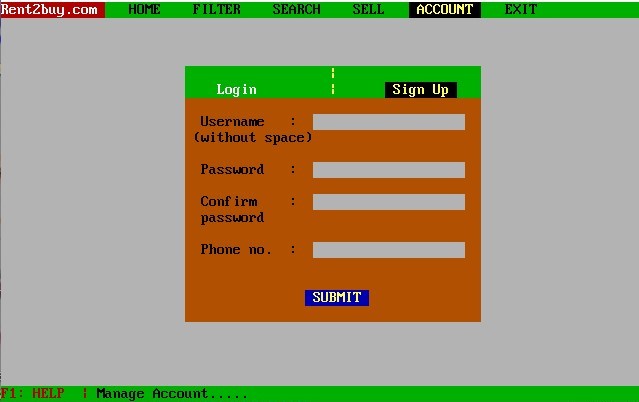 Rent2buy.com HOME FILTER SEARCH SELL ACCOUNT EXIT
Login ¦ Sign Up
Username :
(without space)
Password :
Confirm :
password
Phone no. :
SUBMIT
F1: HELP ¦ Manage Account.....